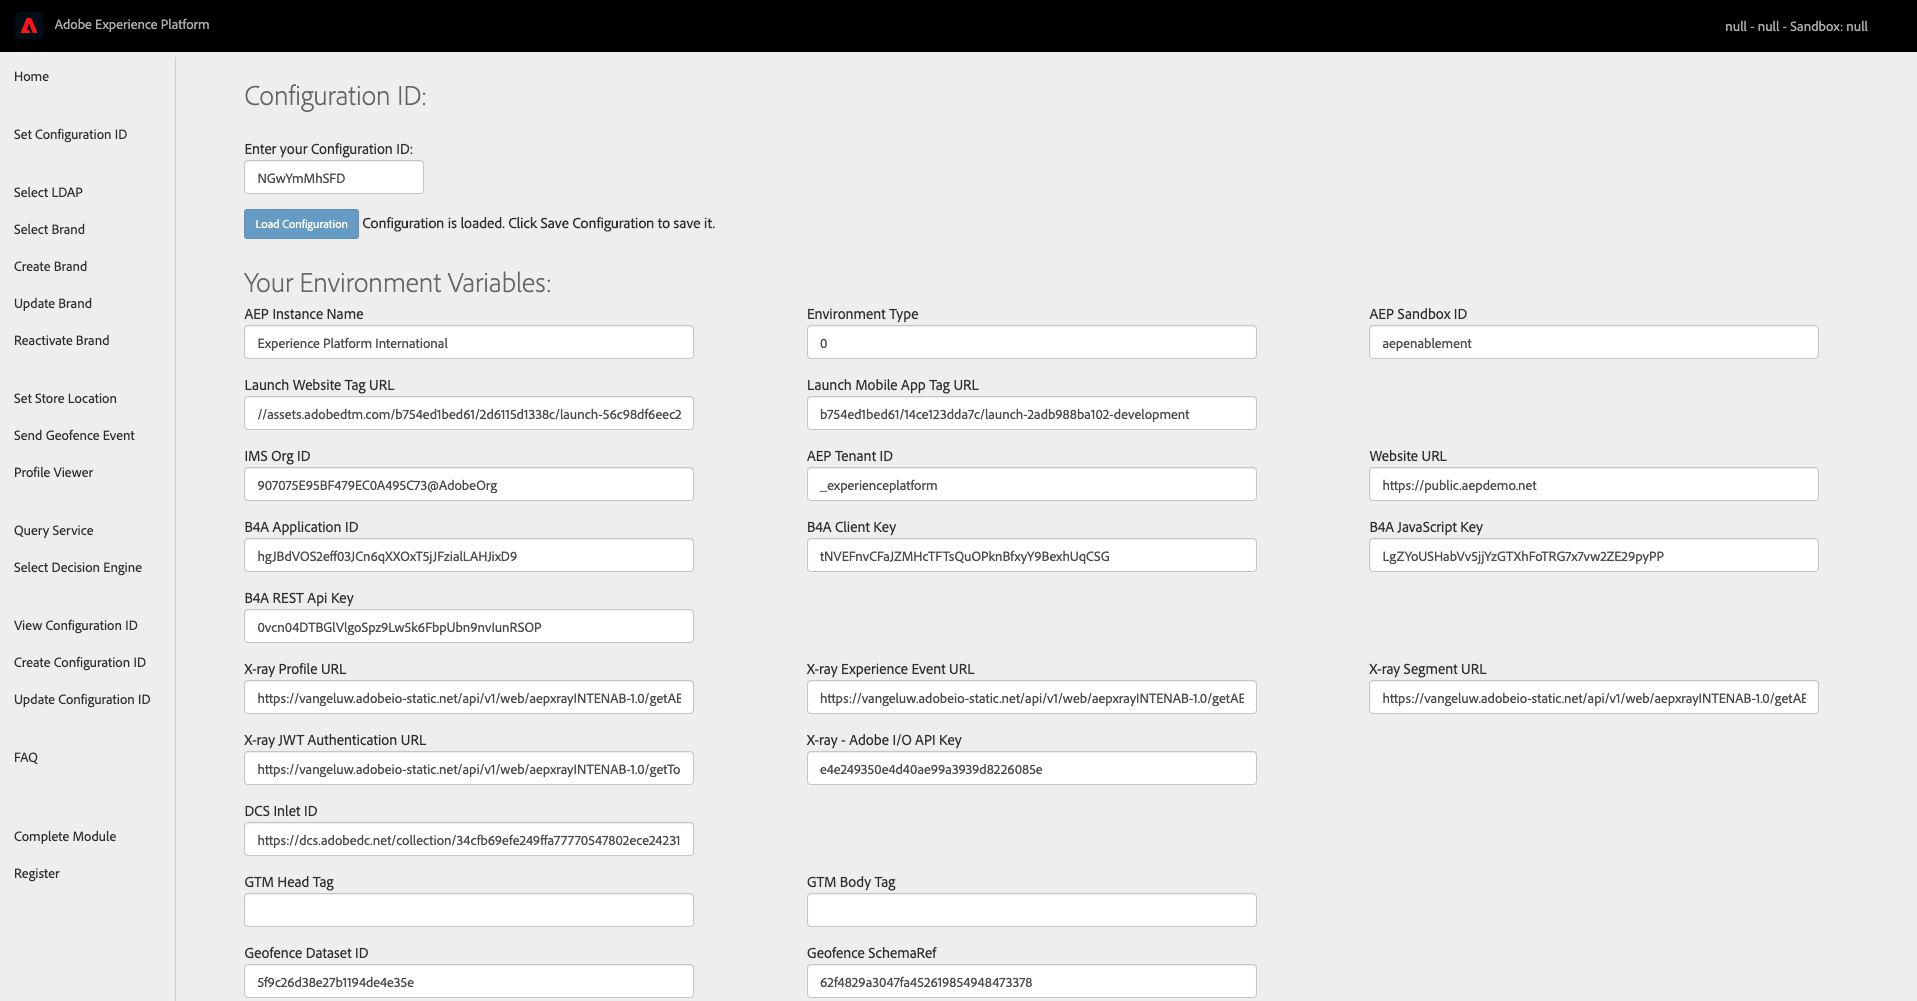 Adobe Experience Platform
null - null - Sandbox: null
Home
Set Configuration ID
Select LDAP
Select Brand
Create Brand
Update Brand
Reactivate Brand
Set Store Location
Send Geofence Event
Profile Viewer
Query Service
Select Decision Engine
View Configuration ID
Create Configuration ID
Update Configuration ID
FAQ
Complete Module
Register
Configuration ID:
Enter your Configuration ID:
NGwYmMhSFD
Load Configuration Configuration is loaded. Click Save Configuration to save it.
Your Environment Variables:
AEP Instance Name
Experience Platform International
Environment Type
0
AEP Sandbox ID
aepenablement
Launch Website Tag URL
//assets.adobedtm.com/b754ed1bed61/2d6115d1338c/launch-56c98df6eec2
Launch Mobile App Tag URL
b754ed1bed61/14ce123dda7c/launch-2adb988ba102-development
IMS Org ID
907075E95BF479EC0A495C73@AdobeOrg
AEP Tenant ID
_experienceplatform
Website URL
https://public.aepdemo.net
B4A Application ID
hgJBdVOS2eff03JCn6qXXOxT5jJFzialLAHJixD9
B4A Client Key
tNVEFnvCFaJZMHcTFTsQuOPknBfxyY9BexhUqCSG
B4A JavaScript Key
LgZYoUSHabVv5jjYzGTXhFoTRG7x7vw2ZE29pyPP
B4A REST Api Key
0vcn04DTBGlVlgoSpz9Lw5k6FbpUbn9nvIunRSOP
X-ray Profile URL
https://vangeluw.adobeio-static.net/api/v1/web/aepxrayINTENAB-1.0/getAE
X-ray Experience Event URL
https://vangeluw.adobeio-static.net/api/v1/web/aepxrayINTENAB-1.0/getAE
X-ray Segment URL
https://vangeluw.adobeio-static.net/api/v1/web/aepxrayINTENAB-1.0/getAE
X-ray JWT Authentication URL
https://vangeluw.adobeio-static.net/api/v1/web/aepxrayINTENAB-1.0/getTo
X-ray - Adobe I/O API Key
e4e249350e4d40ae99a3939d8226085e
DCS Inlet ID
https://dcs.adobedc.net/collection/34cfb69efe249ffa77770547802ece24231
GTM Head Tag
GTM Body Tag
Geofence Dataset ID
5f9c26d38e27b1194de4e35e
Geofence SchemaRef
62f4829a3047fa452619854948473378